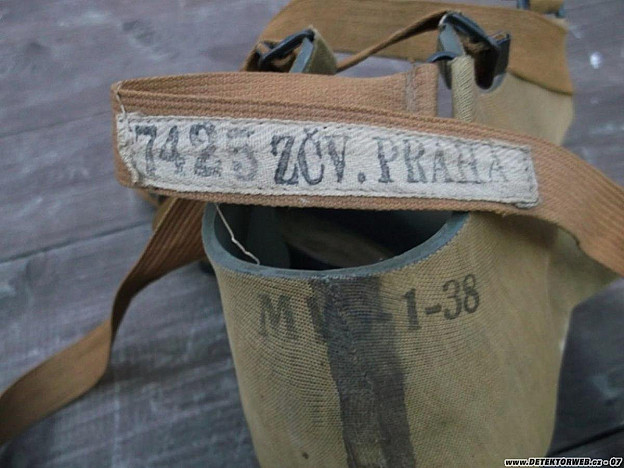 7425 ZČV. PRAHA
-1-38
www.DETEKTORWEB.cz - 07